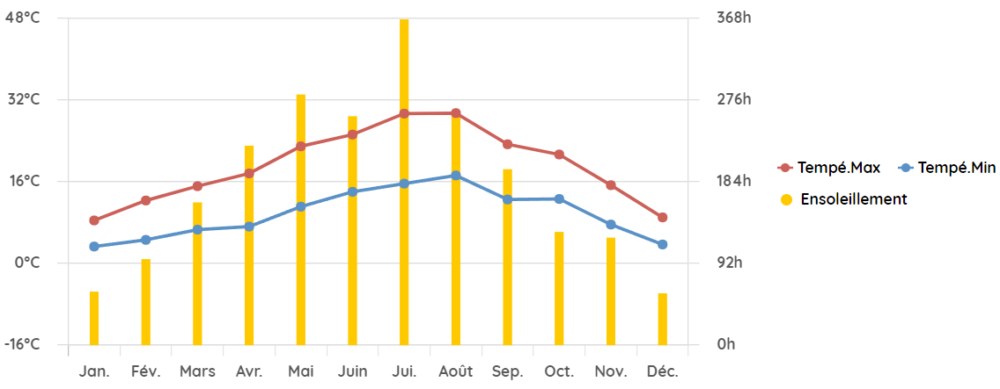 48°C 368h
32°C 276h
16°C 184h
0°C 92h
-16°C 0h
Jan. Fév. Mars Avr. Mai Juin Jui. Août Sep. Oct. Nov. Déc.
Tempé.Max Tempé.Min
Ensoleillement